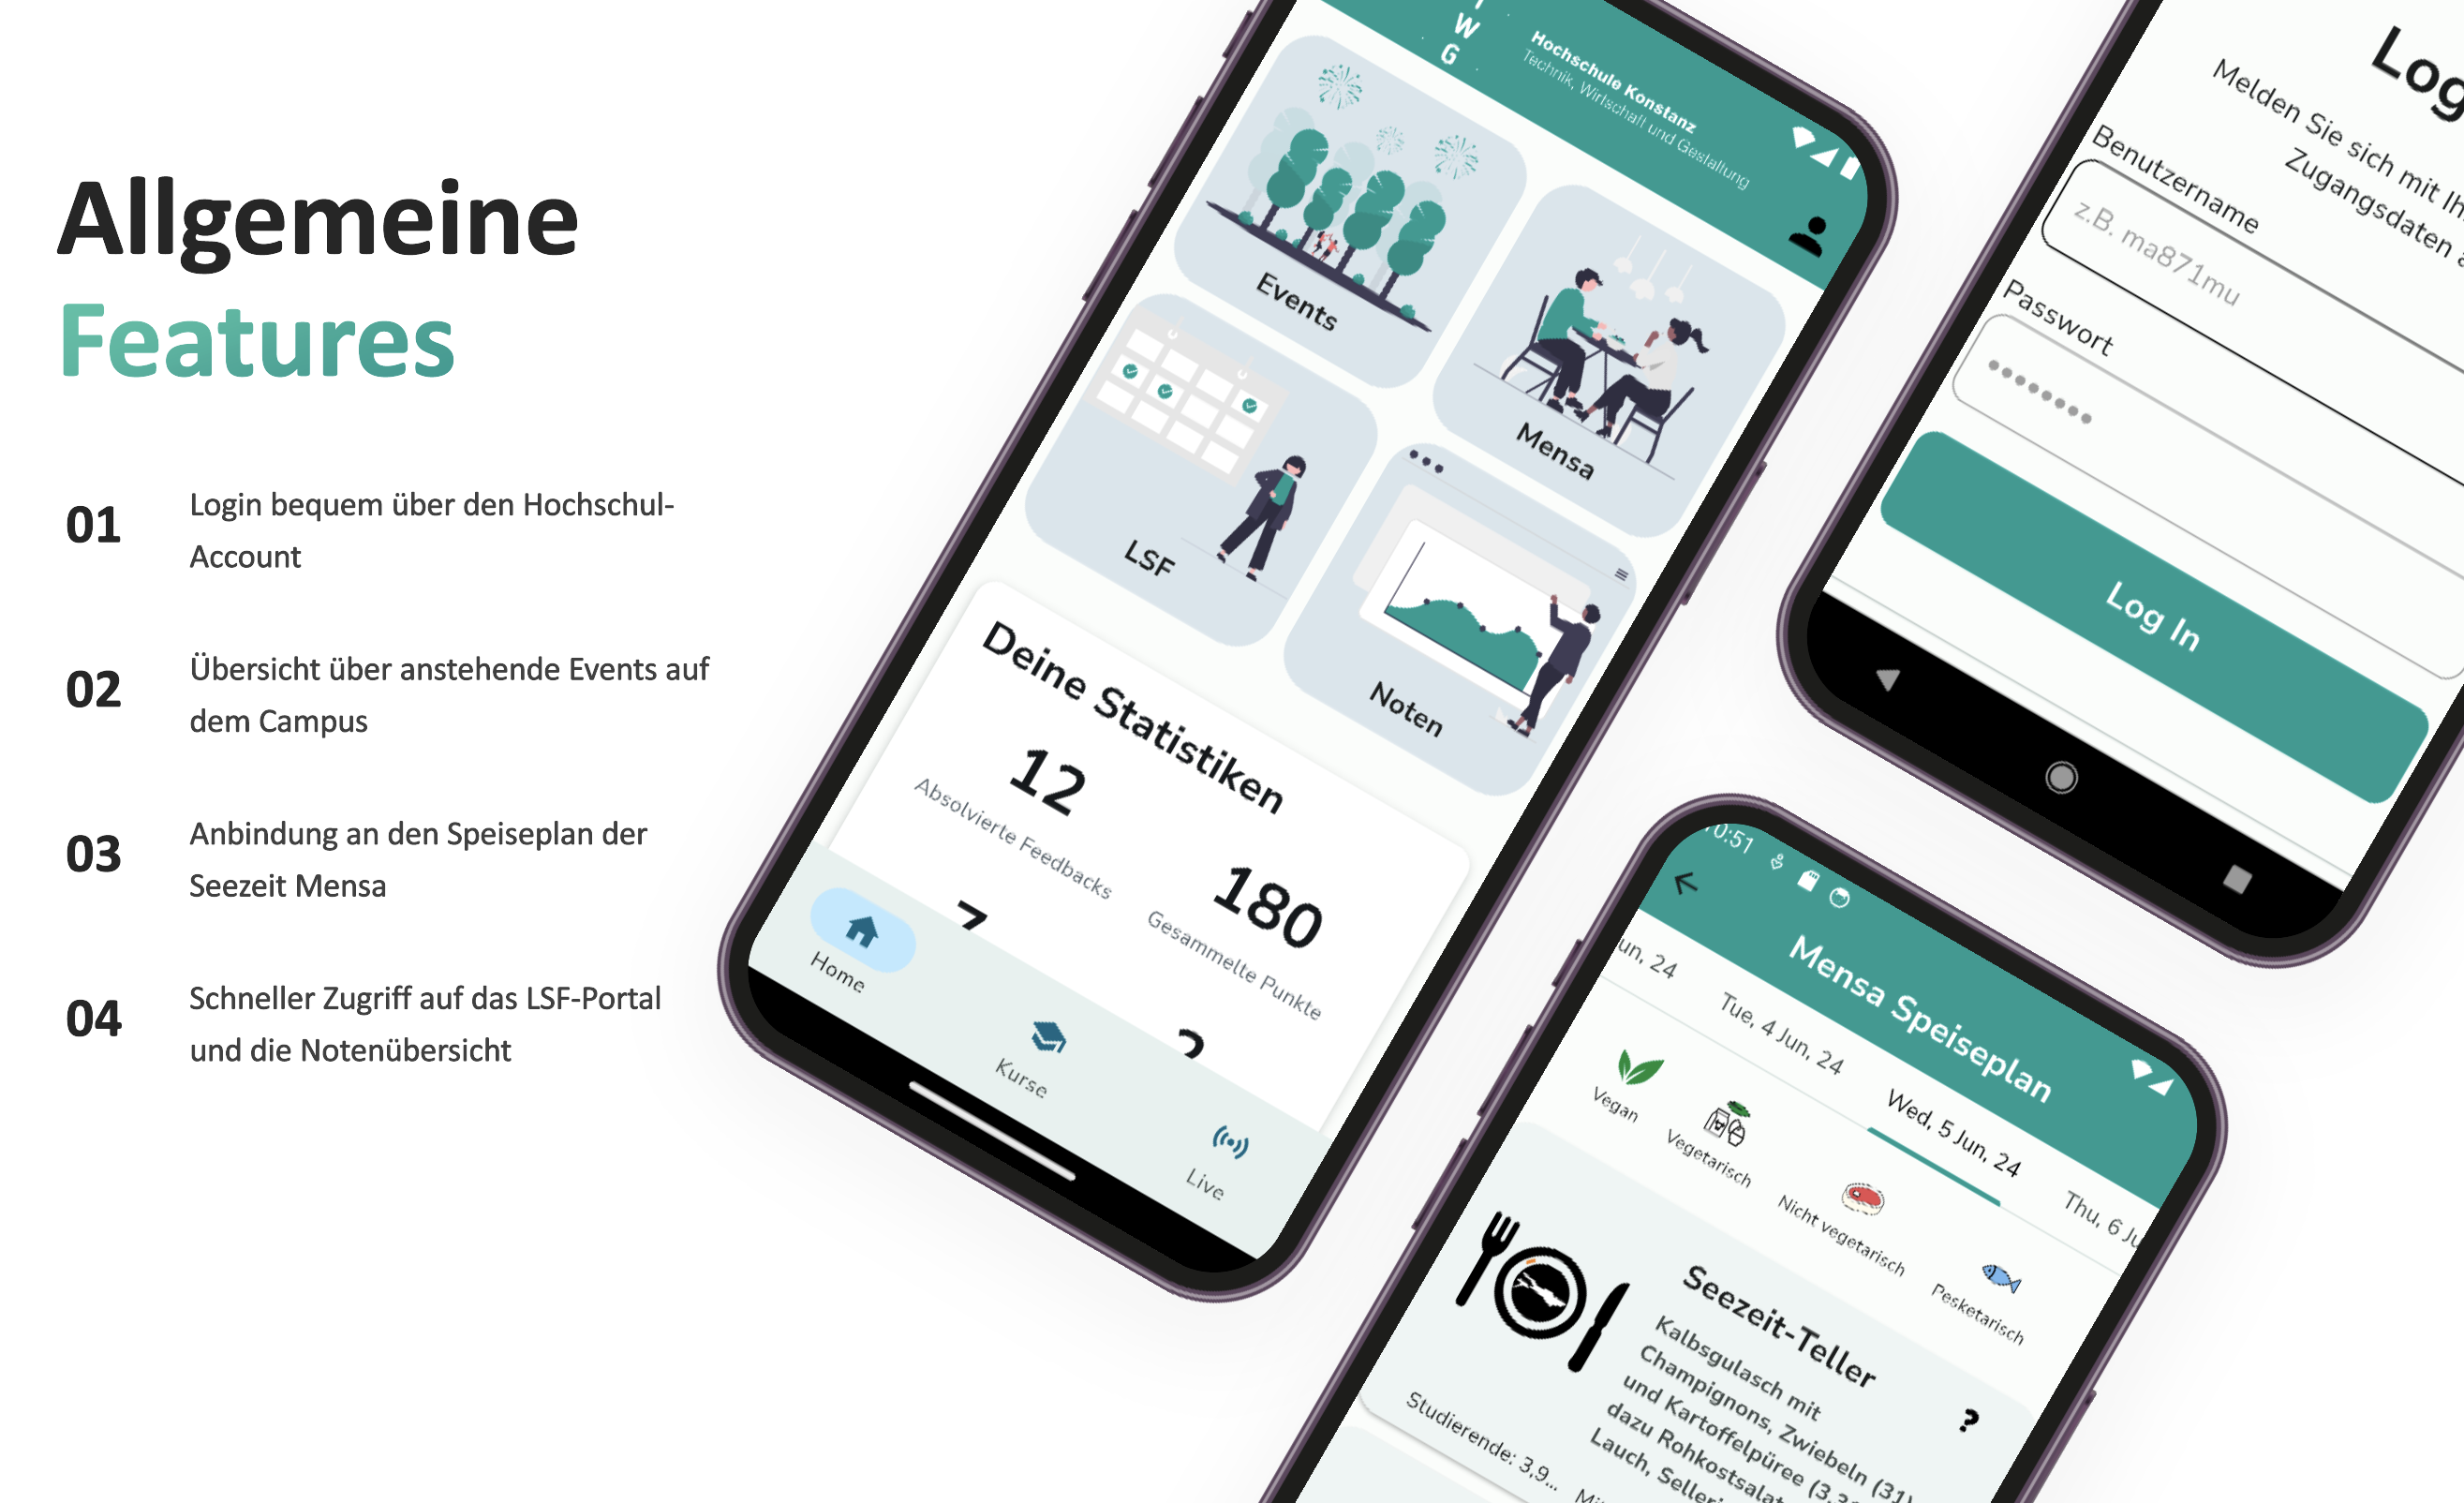 Allgemeine
Features
01
Login bequem über den Hochschul-
Account
02
Übersicht über anstehende Events auf
dem Campus
03
Anbindung an den Speiseplan der
Seezeit Mensa
04
Schneller Zugriff auf das LSF-Portal
und die Notenübersicht
W
G
Hochschule Konstanz
Technik, Wirtschaft und Gestaltung
Events
Mensa
LSF
Noten
Deine Statistiken
12
Absolvierte Feedbacks
180
Gesammelte Punkte
Home
Kurse
Live
Log
Melden Sie sich mit Ih
Zugangsdaten a
Benutzername
z.B. ma871mu
Passwort
Log In
0:51
Mensa Speiseplan
un, 24
Tue, 4 Jun, 24
Wed, 5 Jun, 24
Thu, 6 Ju
Vegan
Vegetarisch
Nicht vegetarisch
Pesketarisch
Seezeit-Teller
Kalbsgulasch mit
Champignons, Zwiebeln (31)
und Kartoffelpüree (3,
dazu Rohkostsalat
Lauch, Selleri
?
Studierende: 3,9...